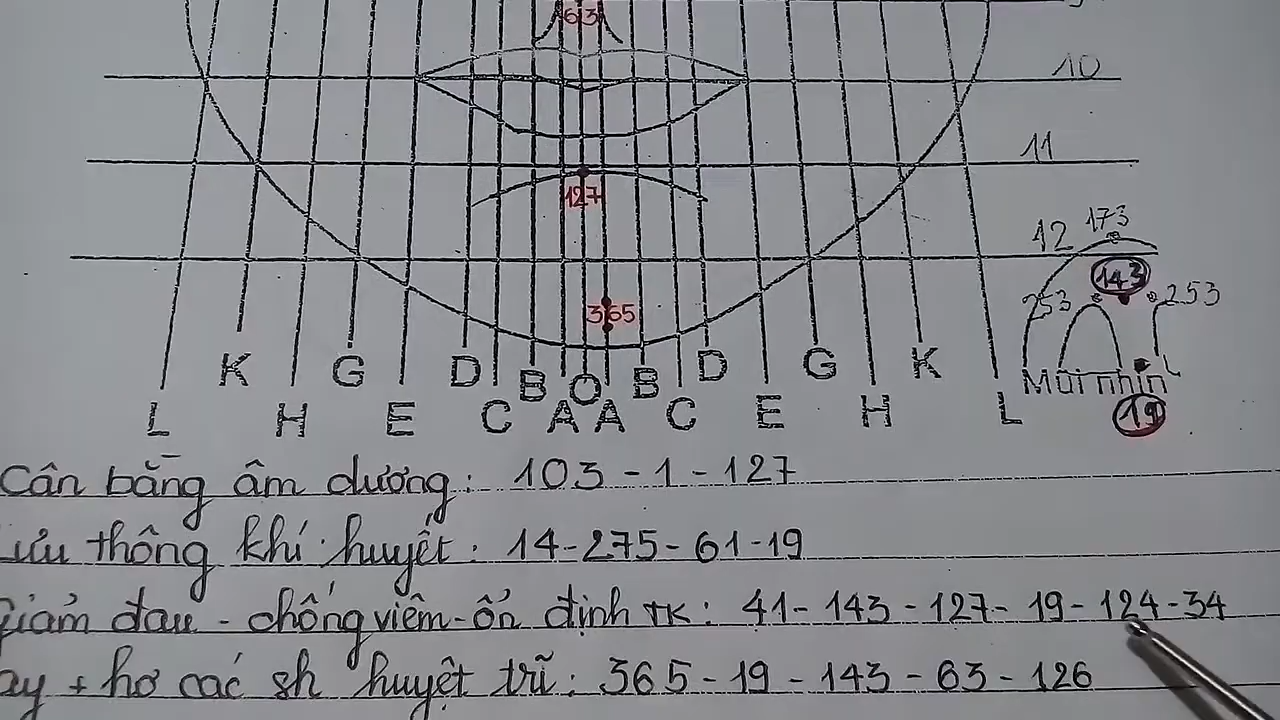 63
10
11
127
12 173
143
253 253
365
K G D B O B D G K
L H E C A A C E H L
Mũi nhìn
19
Cân bằng âm dương: 103 - 1 - 127
Lưu thông khí huyết: 14 - 275 - 61 - 19
Giảm đau - chống viêm - ổn định TK: 41 - 143 - 127 - 19 - 124 - 34
ay + hơ các sh huyệt trĩ: 365 - 19 - 143 - 63 - 126